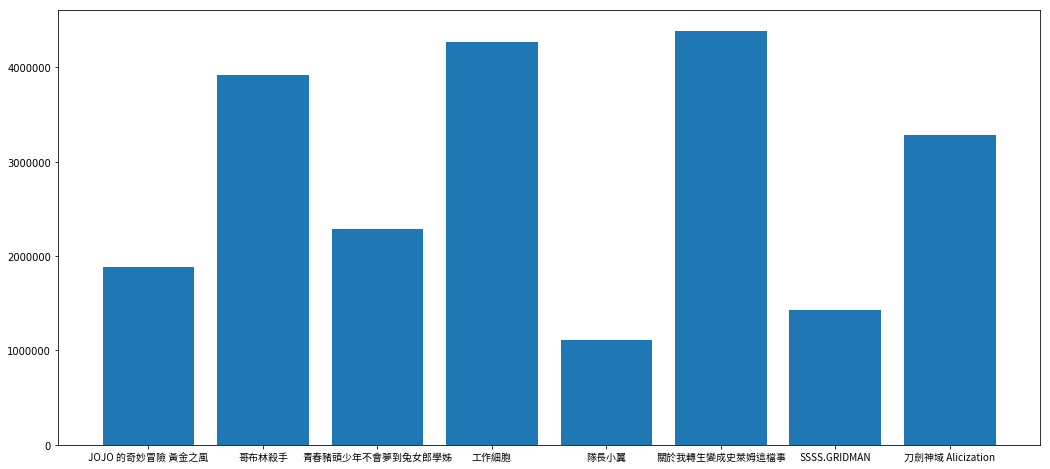 4000000
3000000
2000000
1000000
0
JOJO 的奇妙冒險 黃金之風
哥布林殺手
青春豬頭少年不會夢到兔女郎學姊
工作細胞
隊長小翼
關於我轉生變成史萊姆這檔事
SSSS.GRIDMAN
刀劍神域 Alicization